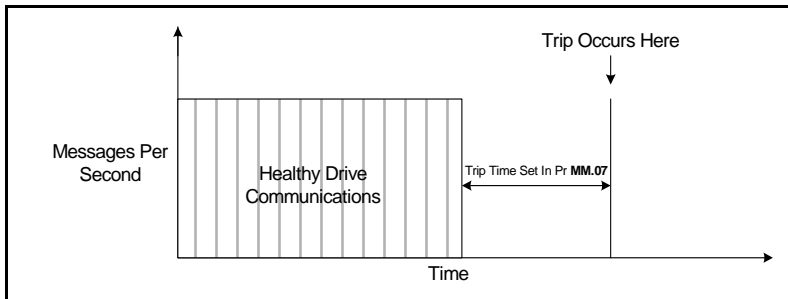 Trip Occurs Here
Messages Per
Second
Healthy Drive
Communications
Trip Time Set In Pr MM.07
Time